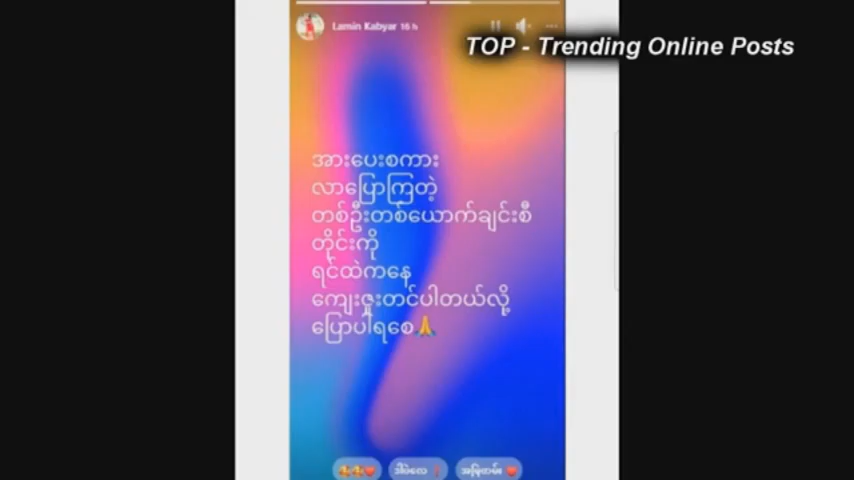 Lamin Kabyar 16 h
TOP - Trending Online Posts
အားပေးစကား
လာပြောကြတဲ့
တစ်ဦးတစ်ယောက်ချင်းစီ
တိုင်းကို
ရင်ထဲကနေ
ကျေးဇူးတင်ပါတယ်လို့
ပြောပါရစေ🙏